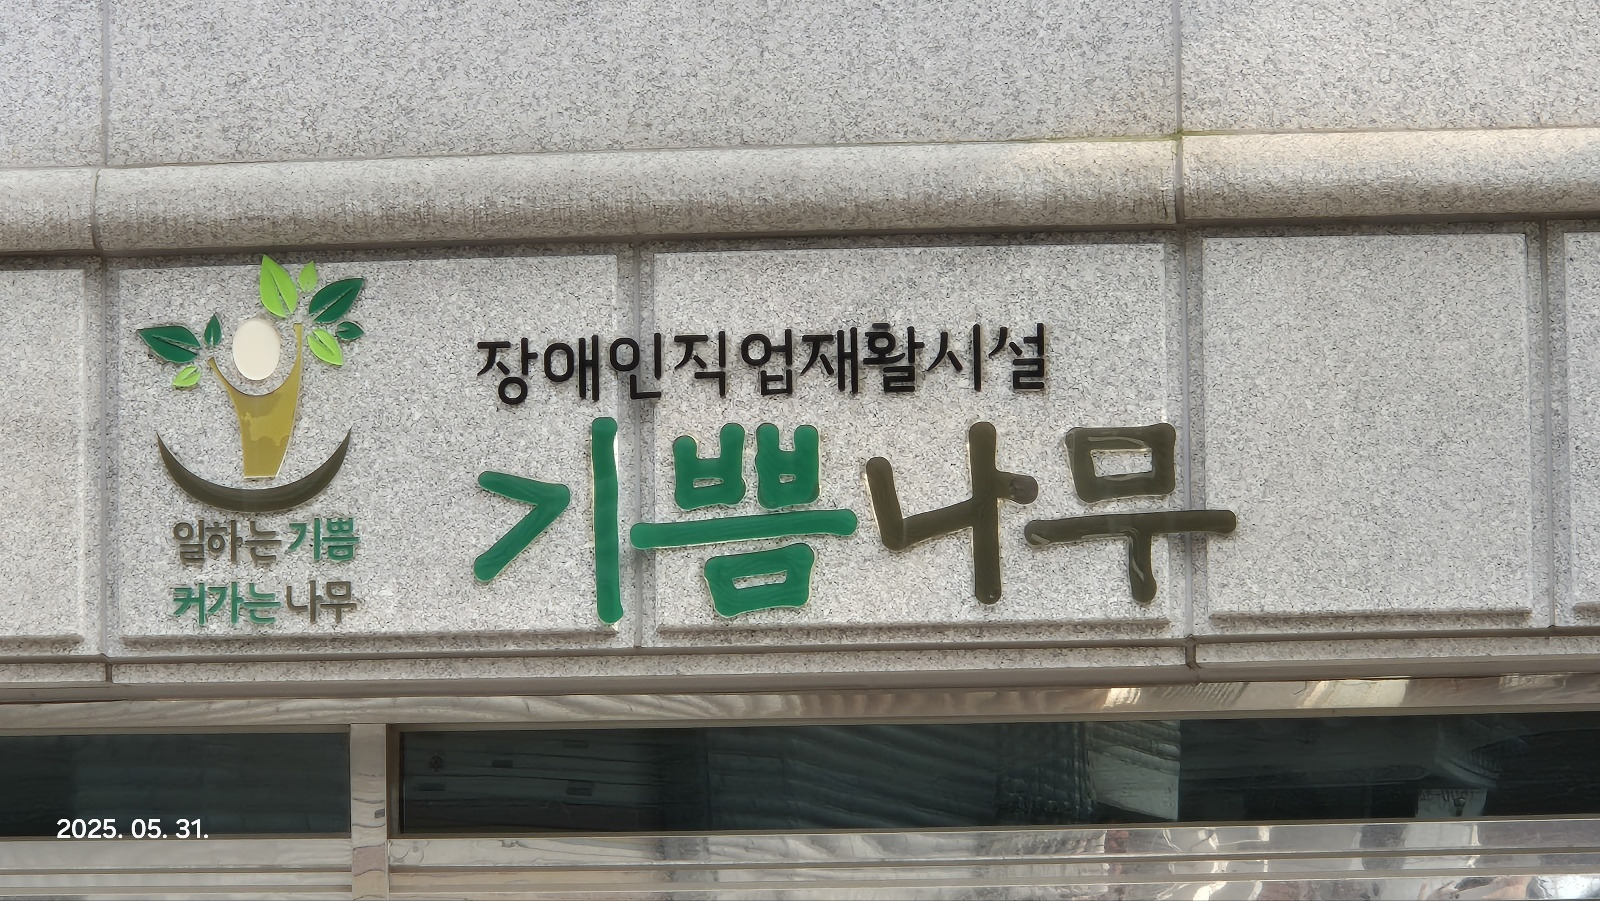 장애인직업재활시설
기쁨나무
일하는 기쁨
커가는 나무
2025. 05. 31.